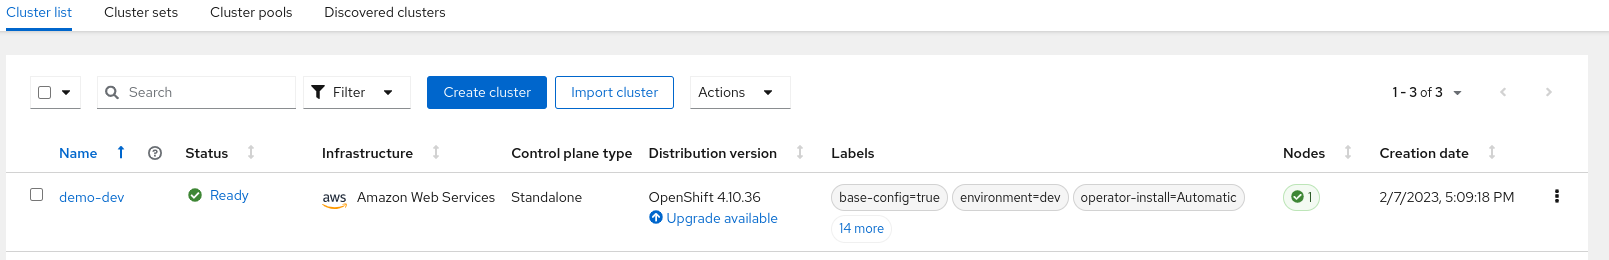 Cluster list Cluster sets Cluster pools Discovered clusters
Search Filter Create cluster Import cluster Actions 1 - 3 of 3
Name Status Infrastructure Control plane type Distribution version Labels Nodes Creation date
demo-dev Ready aws Amazon Web Services Standalone OpenShift 4.10.36 base-config=true environment=dev operator-install=Automatic 1 2/7/2023, 5:09:18 PM
Upgrade available 14 more